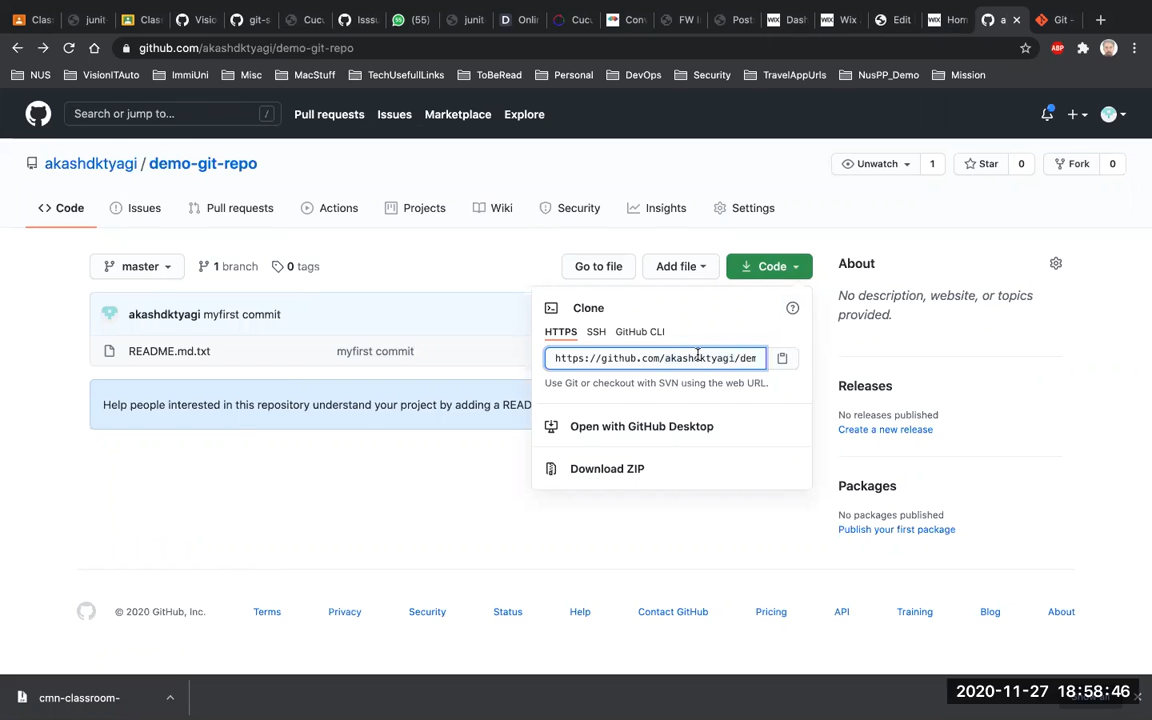 Clas
junit
Class
Visio
git-s
Cucu
Isssu
(55)
junit
Onli
Cucu
Conv
FW i
Post
Dash
Wix
Edit
Hom
a
Git -
github.com/akashdktyagi/demo-git-repo
ABP
NUS
VisionITAuto
ImmiUni
Misc
MacStuff
TechUsefullLinks
ToBeRead
Personal
DevOps
Security
TravelAppUrls
NusPP_Demo
Mission
Search or jump to...
/
Pull requests
Issues
Marketplace
Explore
akashdktyagi / demo-git-repo
Unwatch
1
Star
0
Fork
0
Code
Issues
Pull requests
Actions
Projects
Wiki
Security
Insights
Settings
master
1 branch
0 tags
Go to file
Add file
Code
About
No description, website, or topics
provided.
akashdktyagi myfirst commit
Clone
HTTPS
SSH
GitHub CLI
README.md.txt
myfirst commit
https://github.com/akashdktyagi/dem
Use Git or checkout with SVN using the web URL.
Help people interested in this repository understand your project by adding a READ
Open with GitHub Desktop
Download ZIP
Releases
No releases published
Create a new release
Packages
No packages published
Publish your first package
© 2020 GitHub, Inc.
Terms
Privacy
Security
Status
Help
Contact GitHub
Pricing
API
Training
Blog
About
cmn-classroom-
2020-11-27 18:58:46